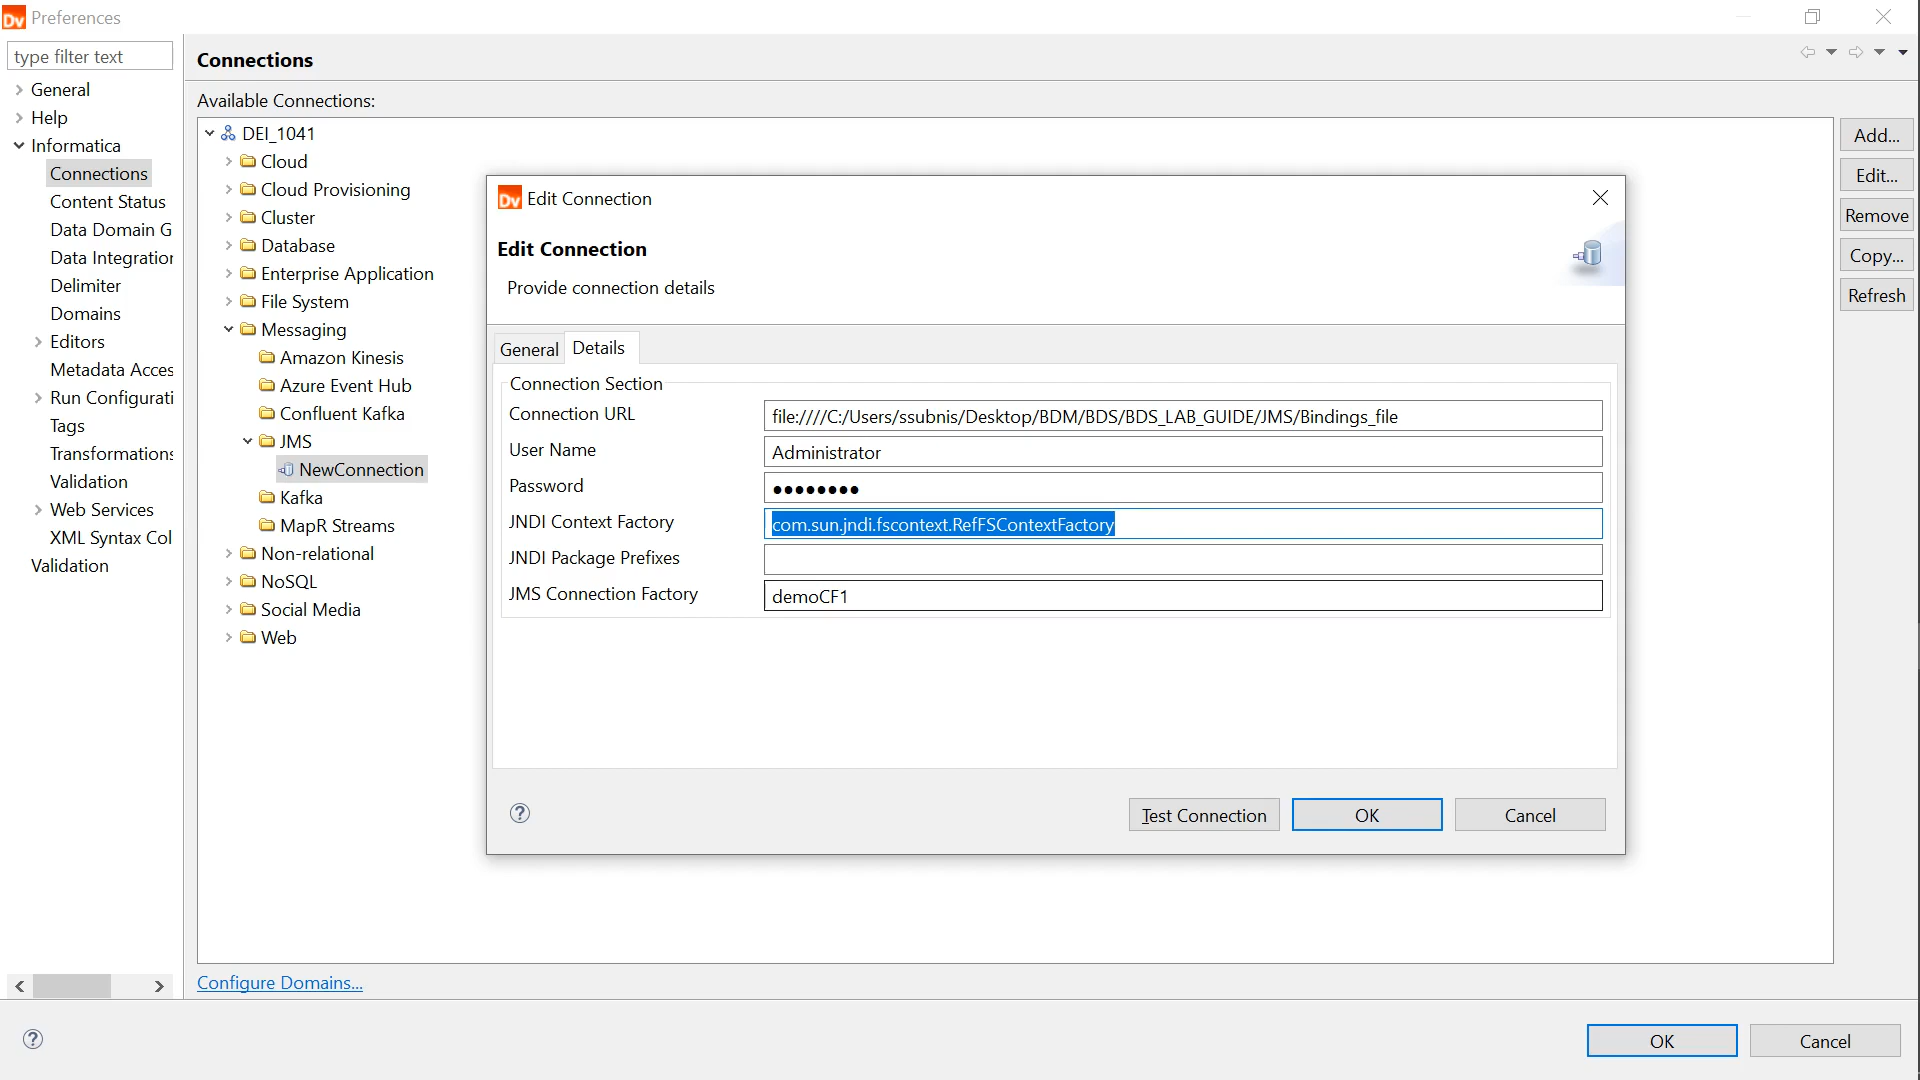 Dv Preferences
type filter text
General
Help
Informatica
Connections
Content Status
Data Domain G
Data Integration
Delimiter
Domains
Editors
Metadata Acces
Run Configurati
Tags
Transformations
Validation
Web Services
XML Syntax Col
Validation
Connections
Available Connections:
DEI_1041
Cloud
Cloud Provisioning
Cluster
Database
Enterprise Application
File System
Messaging
Amazon Kinesis
Azure Event Hub
Confluent Kafka
JMS
NewConnection
Kafka
MapR Streams
Non-relational
NoSQL
Social Media
Web
Add...
Edit...
Remove
Copy...
Refresh
Dv Edit Connection
Edit Connection
Provide connection details
General Details
Connection Section
Connection URL file:////C:/Users/ssubnis/Desktop/BDM/BDS/BDS_LAB_GUIDE/JMS/Bindings_file
User Name Administrator
Password ●●●●●●●●
JNDI Context Factory com.sun.jndi.fscontext.RefFSContextFactory
JNDI Package Prefixes
JMS Connection Factory demoCF1
Test Connection OK Cancel
Configure Domains...
OK Cancel